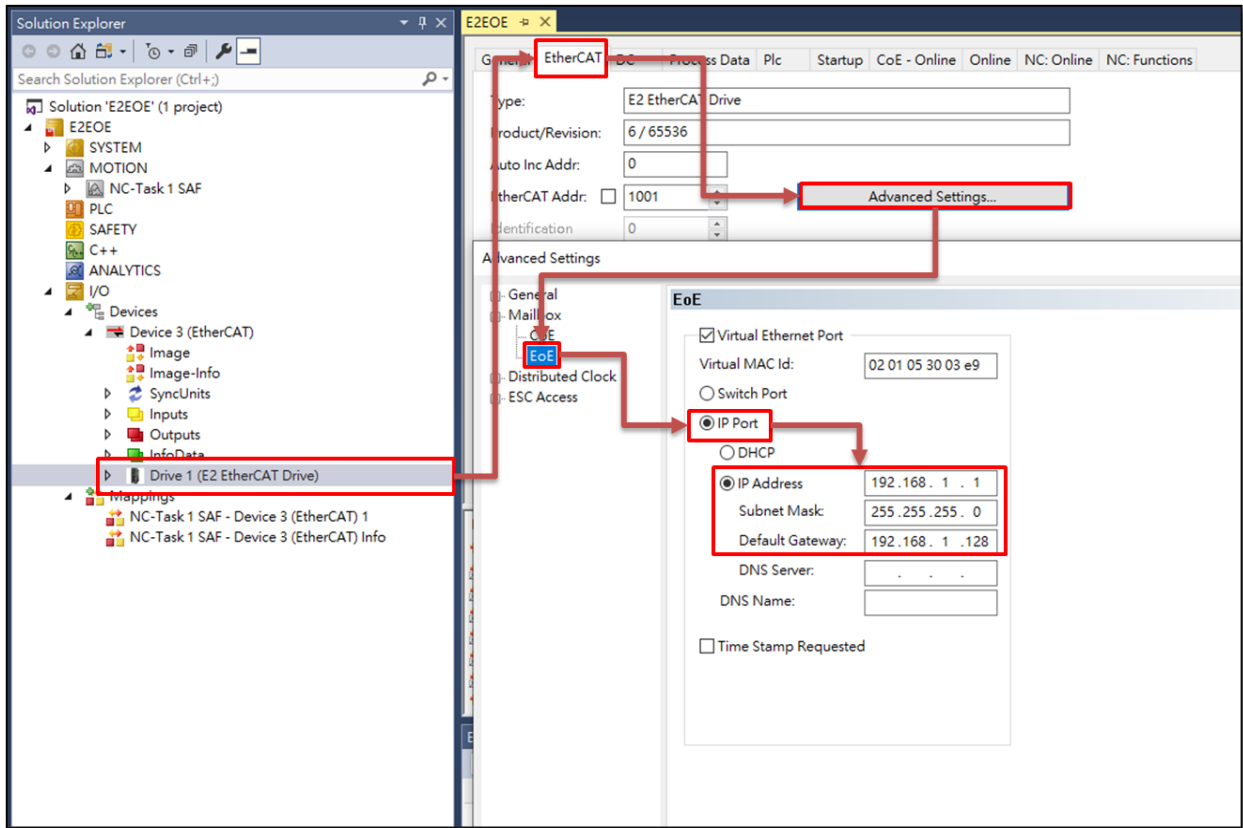 Solution Explorer
Search Solution Explorer (Ctrl+;)
Solution 'E2EOE' (1 project)
E2EOE
SYSTEM
MOTION
NC-Task 1 SAF
PLC
SAFETY
C++
ANALYTICS
I/O
Devices
Device 3 (EtherCAT)
Image
Image-Info
SyncUnits
Inputs
Outputs
InfoData
Drive 1 (E2 EtherCAT Drive)
Mappings
NC-Task 1 SAF - Device 3 (EtherCAT) 1
NC-Task 1 SAF - Device 3 (EtherCAT) Info
E2EOE
General EtherCAT DC Process Data Plc Startup CoE - Online Online NC: Online NC: Functions
Type: E2 EtherCAT Drive
Product/Revision: 6 / 65536
Auto Inc Addr: 0
EtherCAT Addr: 1001 Advanced Settings...
Identification 0
Advanced Settings
General
Mailbox
CoE
EoE
Distributed Clock
ESC Access
EoE
Virtual Ethernet Port
Virtual MAC Id: 02 01 05 30 03 e9
Switch Port
IP Port
DHCP
IP Address 192.168. 1 . 1
Subnet Mask: 255.255.255. 0
Default Gateway: 192.168. 1 .128
DNS Server: . . .
DNS Name:
Time Stamp Requested